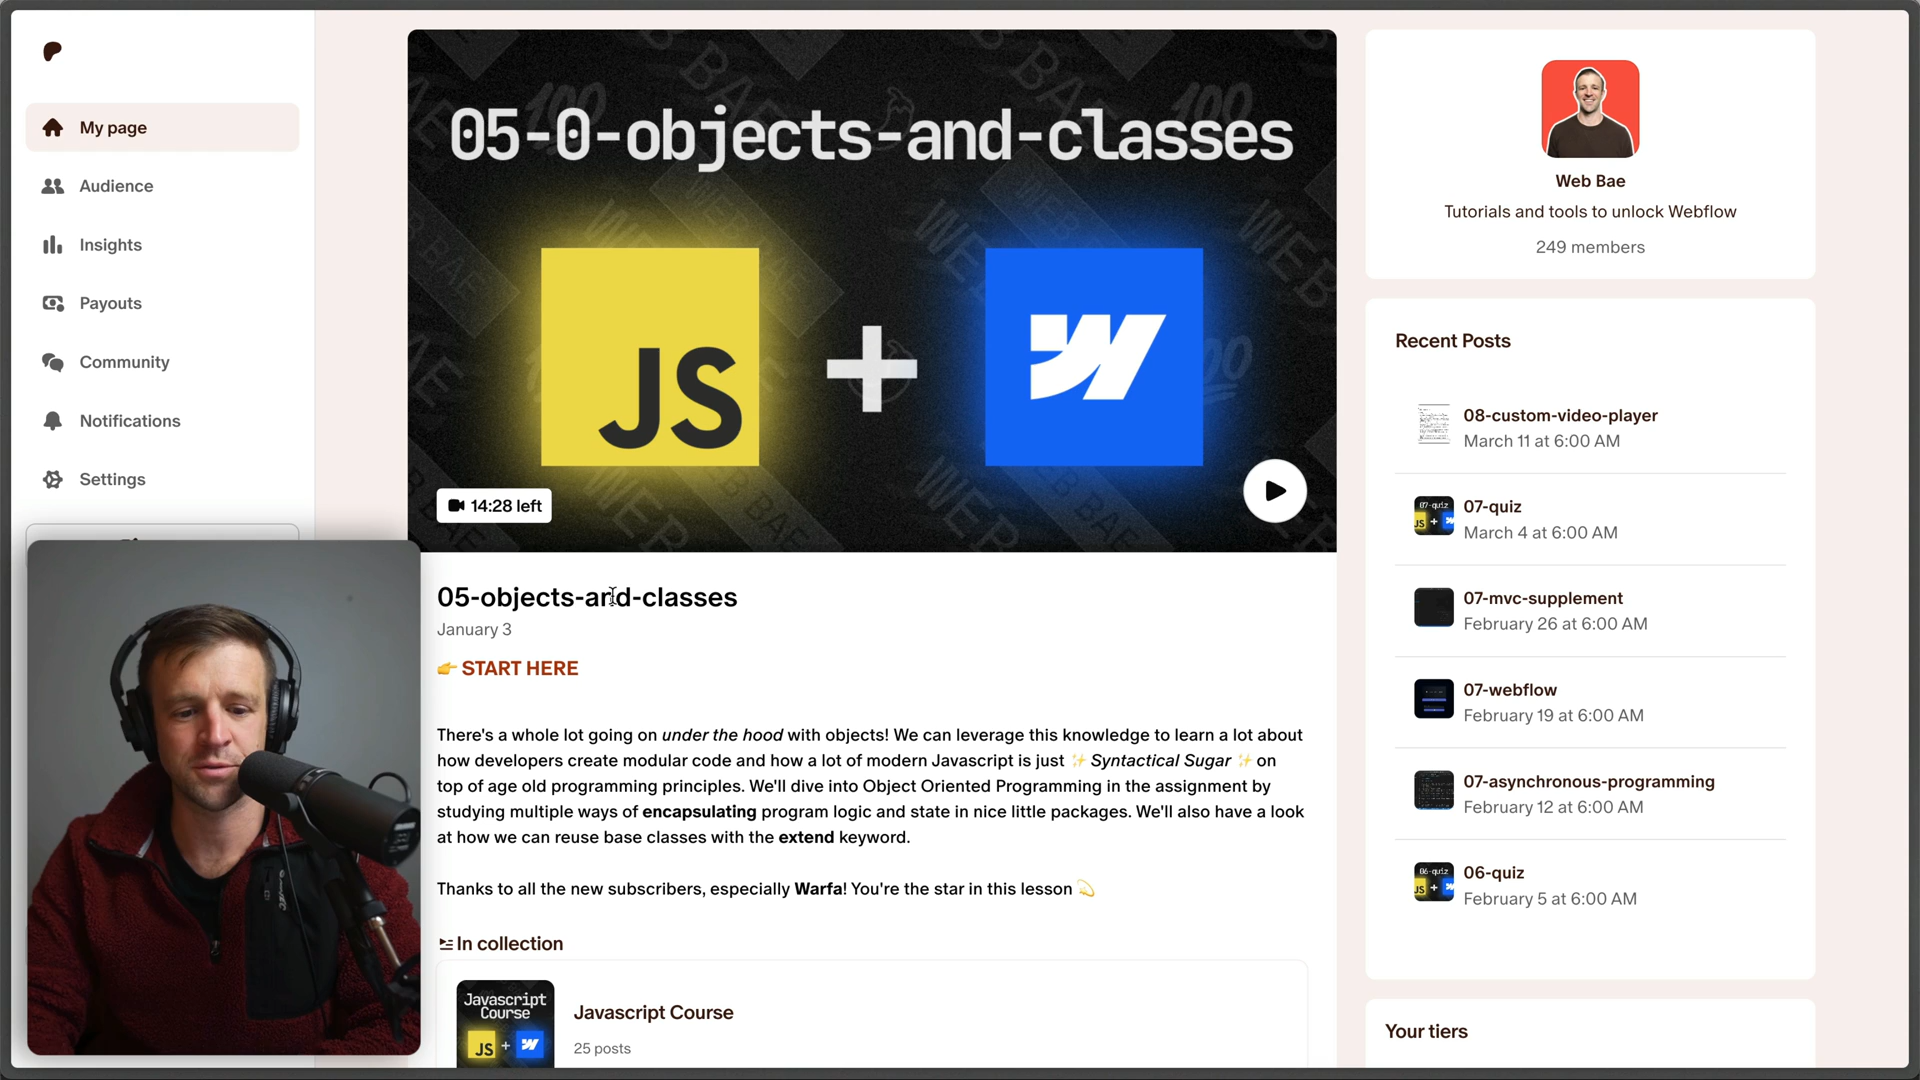 My page
Audience
Insights
Payouts
Community
Notifications
Settings
05-0-objects-and-classes
JS
14:28 left
05-objects-and-classes
January 3
👉 START HERE
There's a whole lot going on under the hood with objects! We can leverage this knowledge to learn a lot about
how developers create modular code and how a lot of modern Javascript is just ✨ Syntactical Sugar ✨ on
top of age old programming principles. We'll dive into Object Oriented Programming in the assignment by
studying multiple ways of encapsulating program logic and state in nice little packages. We'll also have a look
at how we can reuse base classes with the extend keyword.
Thanks to all the new subscribers, especially Warfa! You're the star in this lesson 💫
In collection
Javascript
Course
JS + 
Javascript Course
25 posts
Web Bae
Tutorials and tools to unlock Webflow
249 members
Recent Posts
08-custom-video-player
March 11 at 6:00 AM
07-quiz
JS +
07-quiz
March 4 at 6:00 AM
07-mvc-supplement
February 26 at 6:00 AM
07-webflow
February 19 at 6:00 AM
07-asynchronous-programming
February 12 at 6:00 AM
06-quiz
JS +
06-quiz
February 5 at 6:00 AM
Your tiers